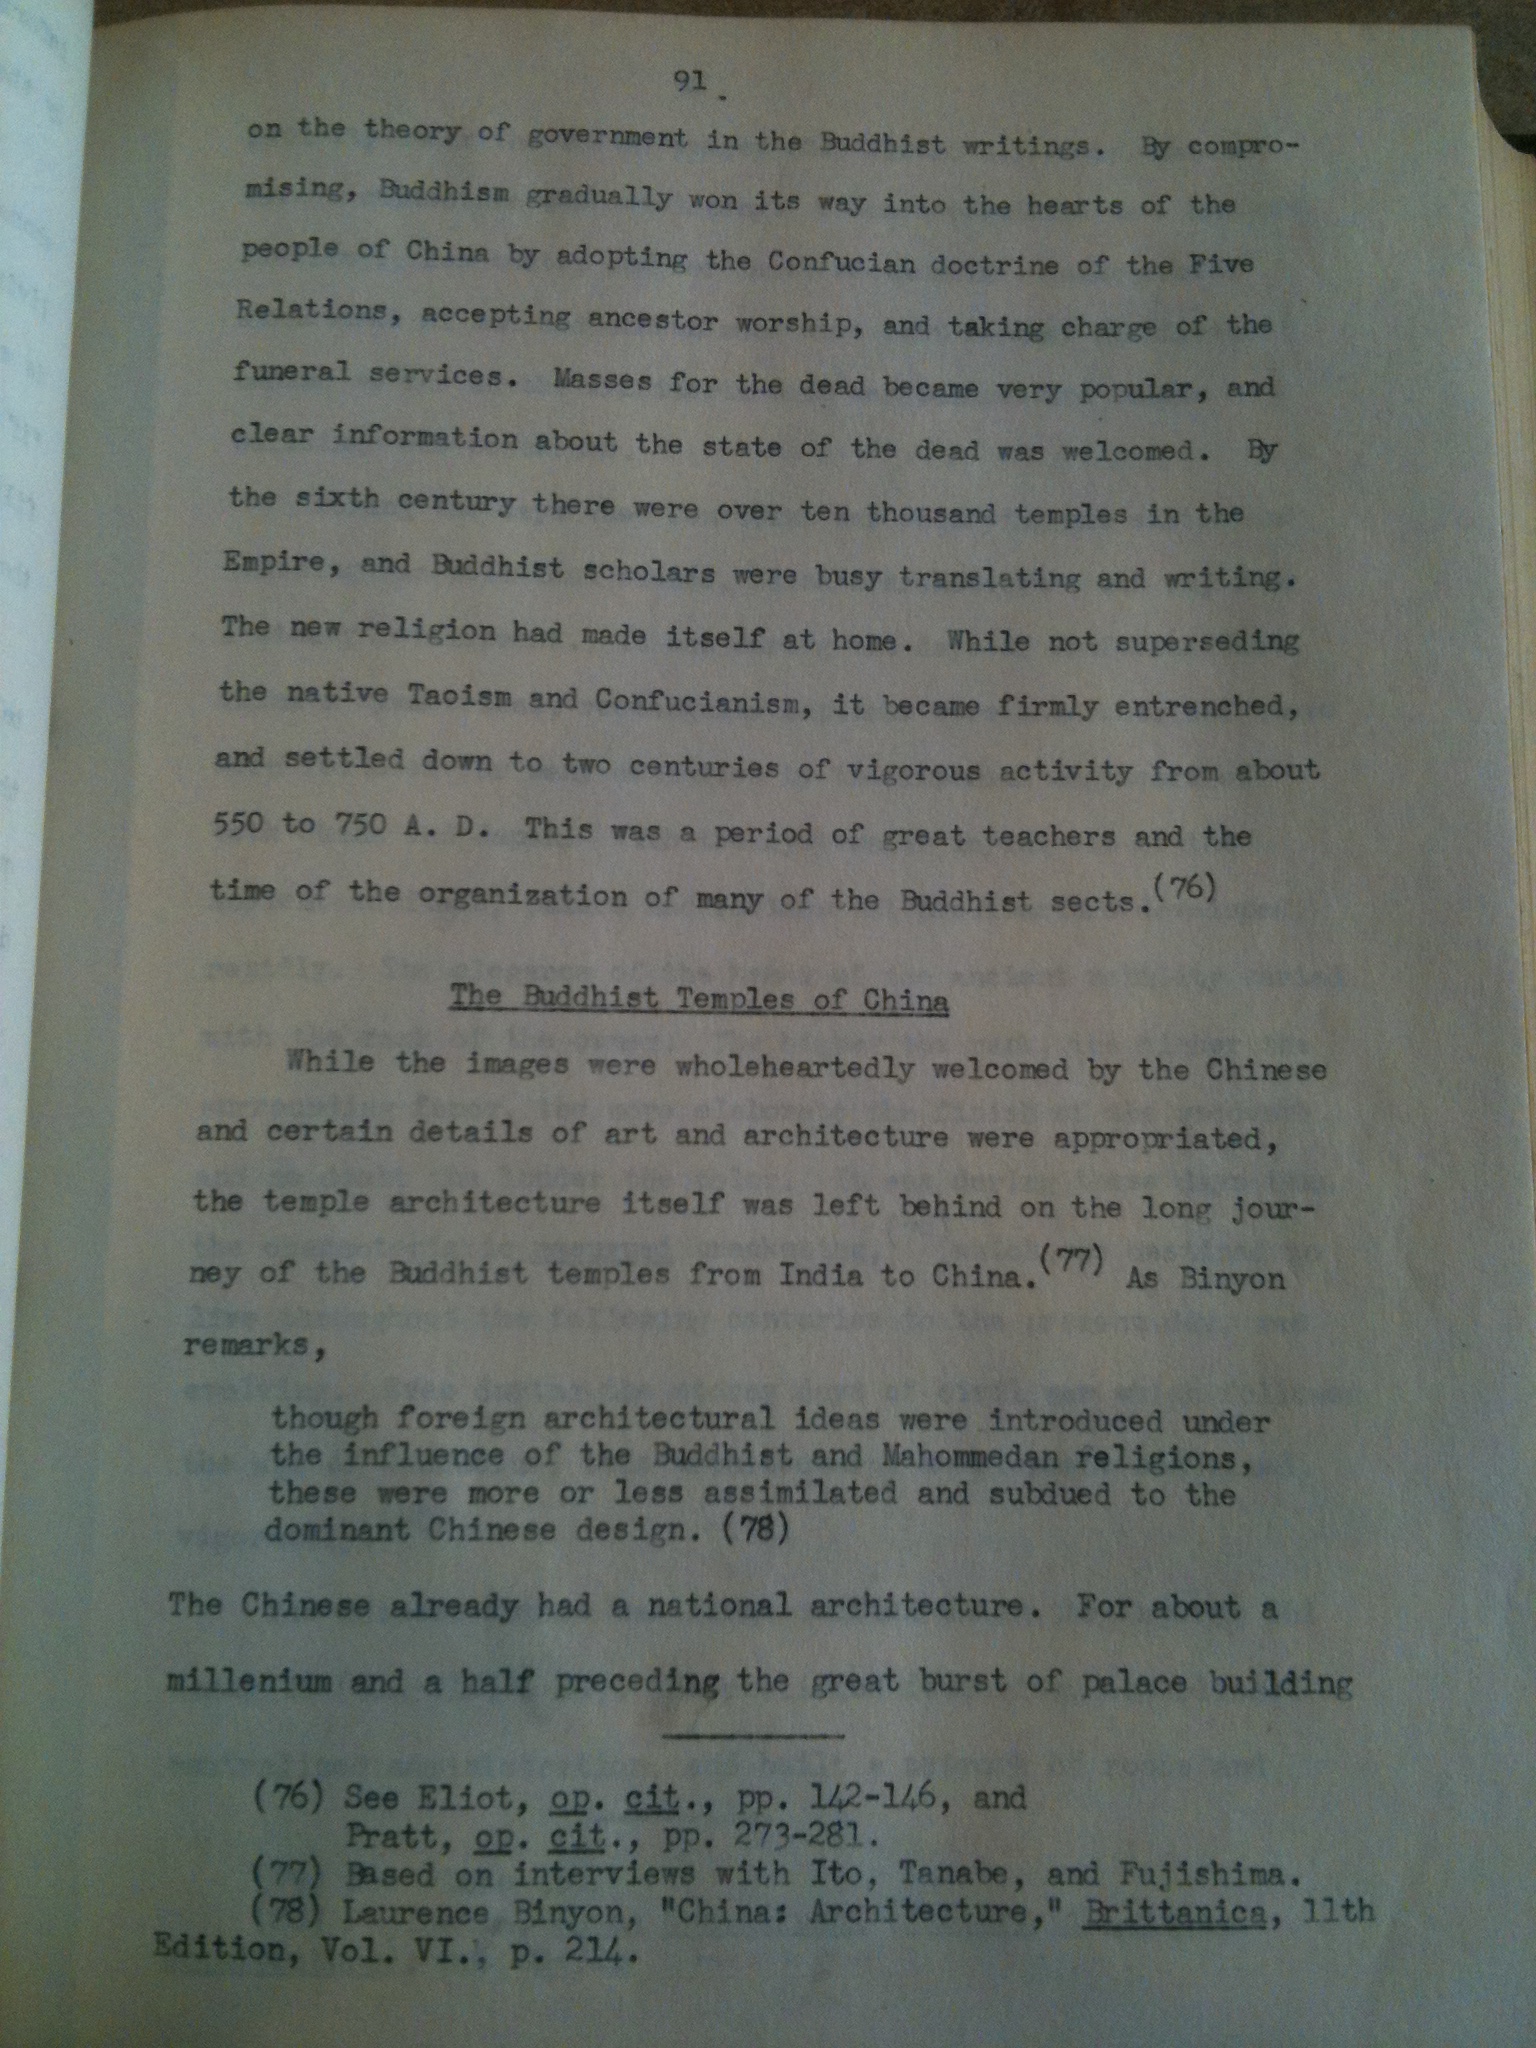 91
on the theory of government in the Buddhist writings. By compro-
mising, Buddhism gradually won its way into the hearts of the
people of China by adopting the Confucian doctrine of the Five
Relations, accepting ancestor worship, and taking charge of the
funeral services. Masses for the dead became very popular, and
clear information about the state of the dead was welcomed. By
the sixth century there were over ten thousand temples in the
Empire, and Buddhist scholars were busy translating and writing.
The new religion had made itself at home. While not superseding
the native Taoism and Confucianism, it became firmly entrenched,
and settled down to two centuries of vigorous activity from about
550 to 750 A. D. This was a period of great teachers and the
time of the organization of many of the Buddhist sects.(76)
The Buddhist Temples of China
While the images were wholeheartedly welcomed by the Chinese
and certain details of art and architecture were appropriated,
the temple architecture itself was left behind on the long jour-
ney of the Buddhist temples from India to China.(77) As Binyon
remarks,
though foreign architectural ideas were introduced under
the influence of the Buddhist and Mahommedan religions,
these were more or less assimilated and subdued to the
dominant Chinese design. (78)
The Chinese already had a national architecture. For about a
millenium and a half preceding the great burst of palace building
(76) See Eliot, op. cit., pp. 142-146, and
Pratt, op. cit., pp. 273-281.
(77) Based on interviews with Ito, Tanabe, and Fujishima.
(78) Laurence Binyon, "China: Architecture," Brittanica, 11th
Edition, Vol. VI., p. 214.